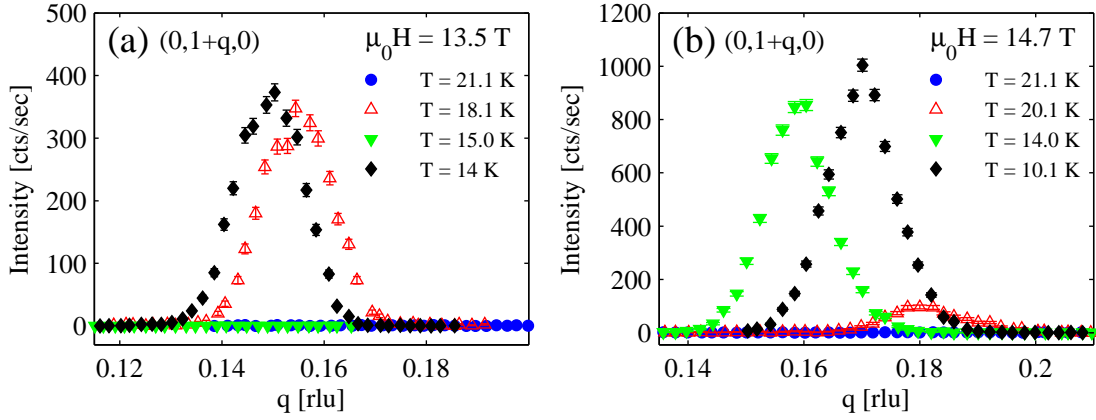 (a) (0,1+q,0) μ0H = 13.5 T
T = 21.1 K
T = 18.1 K
T = 15.0 K
T = 14 K
Intensity [cts/sec]
500
400
300
200
100
0
0.12 0.14 0.16 0.18
q [rlu]
(b) (0,1+q,0) μ0H = 14.7 T
T = 21.1 K
T = 20.1 K
T = 14.0 K
T = 10.1 K
Intensity [cts/sec]
1000
800
600
400
200
0
0.14 0.16 0.18 0.2
q [rlu]